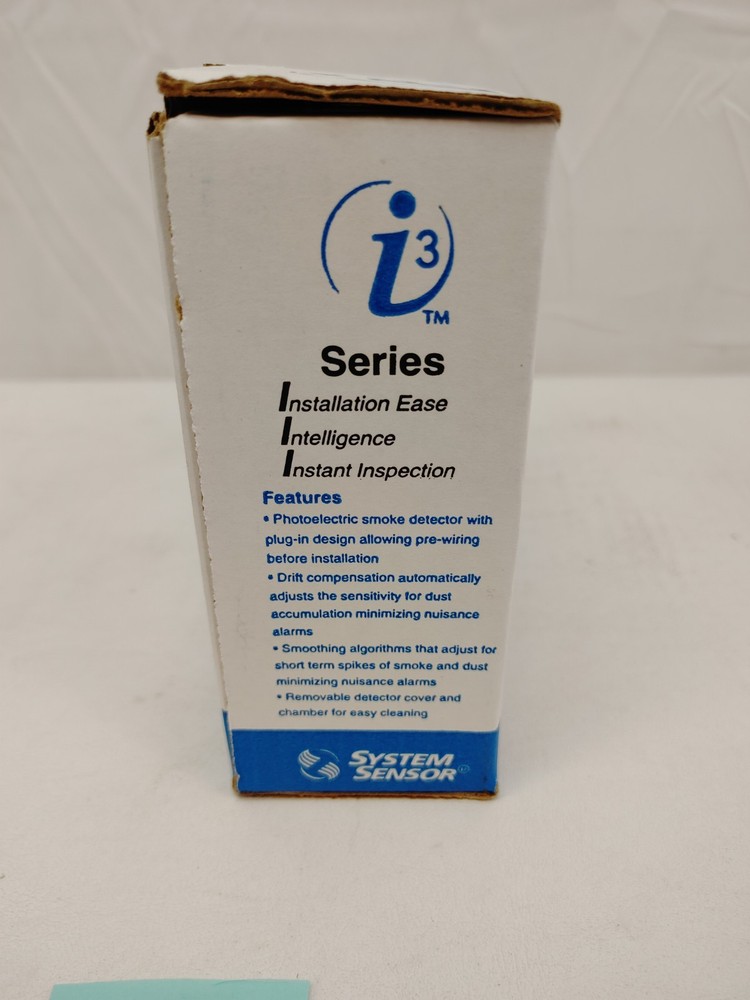 i3
TM
Series
Installation Ease
Intelligence
Instant Inspection
Features
• Photoelectric smoke detector with
plug-in design allowing pre-wiring
before installation
• Drift compensation automatically
adjusts the sensitivity for dust
accumulation minimizing nuisance
alarms
• Smoothing algorithms that adjust for
short term spikes of smoke and dust
minimizing nuisance alarms
• Removable detector cover and
chamber for easy cleaning
SYSTEM
SENSOR®